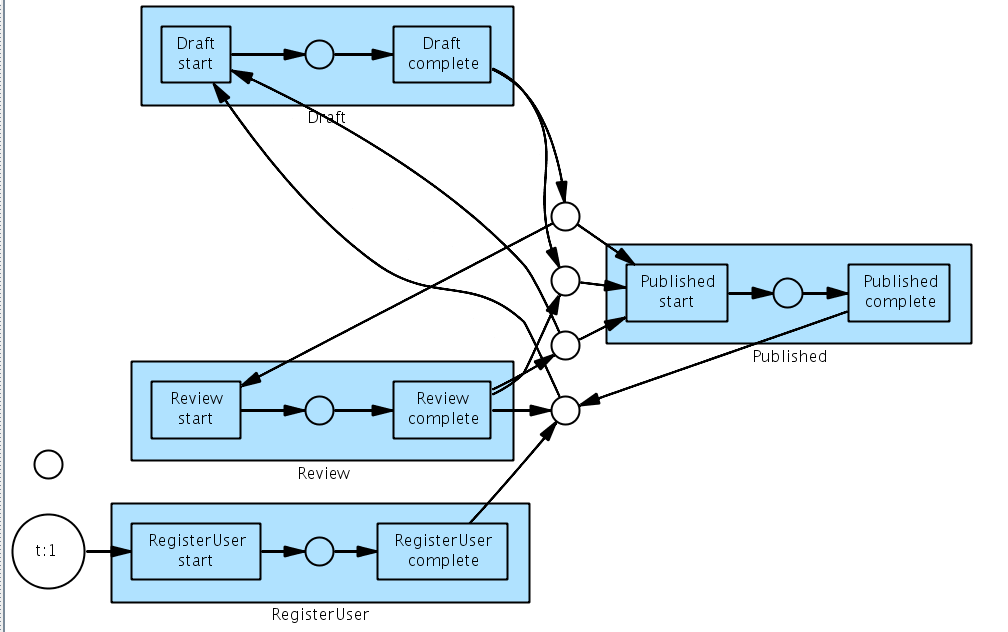 Draft
start
Draft
complete
Draft
Published
start
Published
complete
Published
Review
start
Review
complete
Review
t:1
RegisterUser
start
RegisterUser
complete
RegisterUser